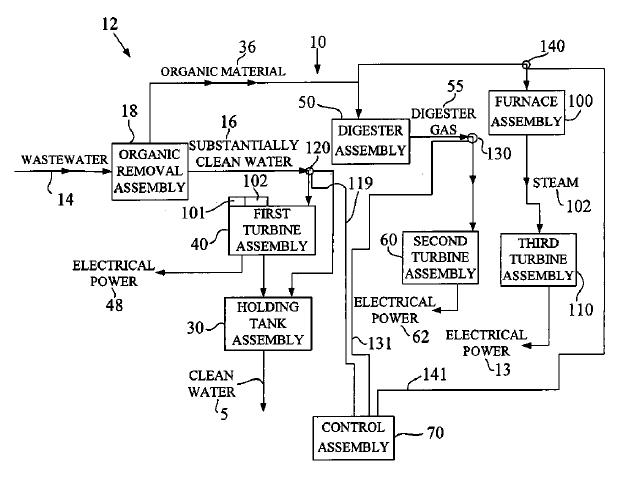 12
36
10
140
ORGANIC MATERIAL
55
18
16
50
DIGESTER
GAS
FURNACE
ASSEMBLY
100
WASTEWATER
14
ORGANIC
REMOVAL
ASSEMBLY
SUBSTANTIALLY
CLEAN WATER
120
DIGESTER
ASSEMBLY
130
119
STEAM
102
101
102
FIRST
TURBINE
ASSEMBLY
40
60
SECOND
TURBINE
ASSEMBLY
THIRD
TURBINE
ASSEMBLY
110
ELECTRICAL
POWER
48
30
HOLDING
TANK
ASSEMBLY
ELECTRICAL
POWER
62
131
ELECTRICAL
POWER
13
141
CLEAN
WATER
5
CONTROL
ASSEMBLY
70